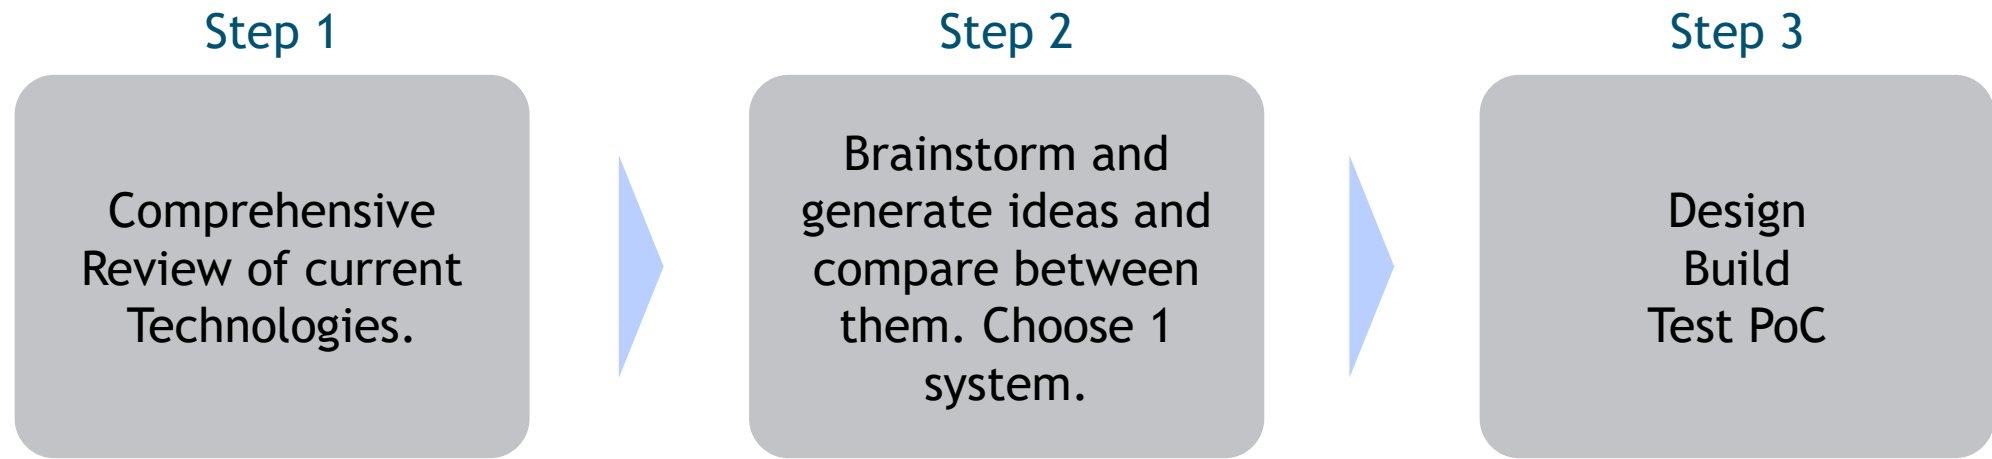 Step 1
Comprehensive
Review of current
Technologies.
Step 2
Brainstorm and
generate ideas and
compare between
them. Choose 1
system.
Step 3
Design
Build
Test PoC